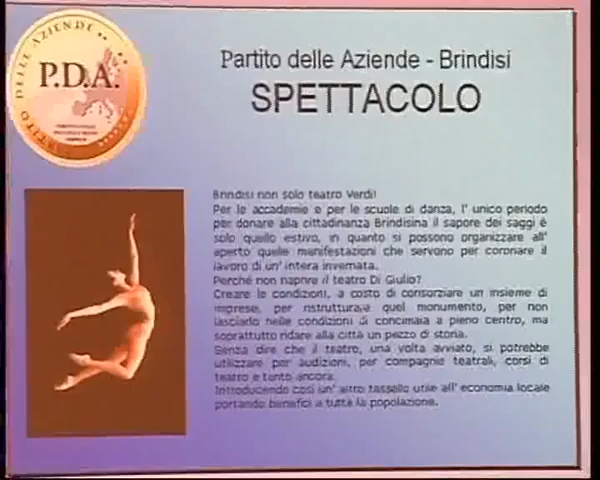 PARTITO DELLE AZIENDE
P.D.A.
Partito delle Aziende - Brindisi
SPETTACOLO
Brindisi non solo teatro Verdi!
Per le accademie e per le scuole di danza, l' unico periodo
per donare alla cittadinanza Brindisina il sapore dei saggi è
solo quello estivo, in quanto si possono organizzare all'
aperto quelle manifestazioni che servono per coronare il
lavoro di un' intera invernata.
Perché non riaprire il teatro Di Giulio?
Creare le condizioni, a costo di consorziare un insieme di
imprese, per ristrutturare quel monumento, per non
lasciarlo nelle condizioni di concimaia a pieno centro, ma
soprattutto ridare alla città un pezzo di storia.
Senza dire che il teatro, una volta avviato, si potrebbe
utilizzare per audizioni, per compagnie teatrali, corsi di
teatro e tanto ancora.
Introducendo così un' altro tassello utile all' economia locale
portando benefici a tutta la popolazione.